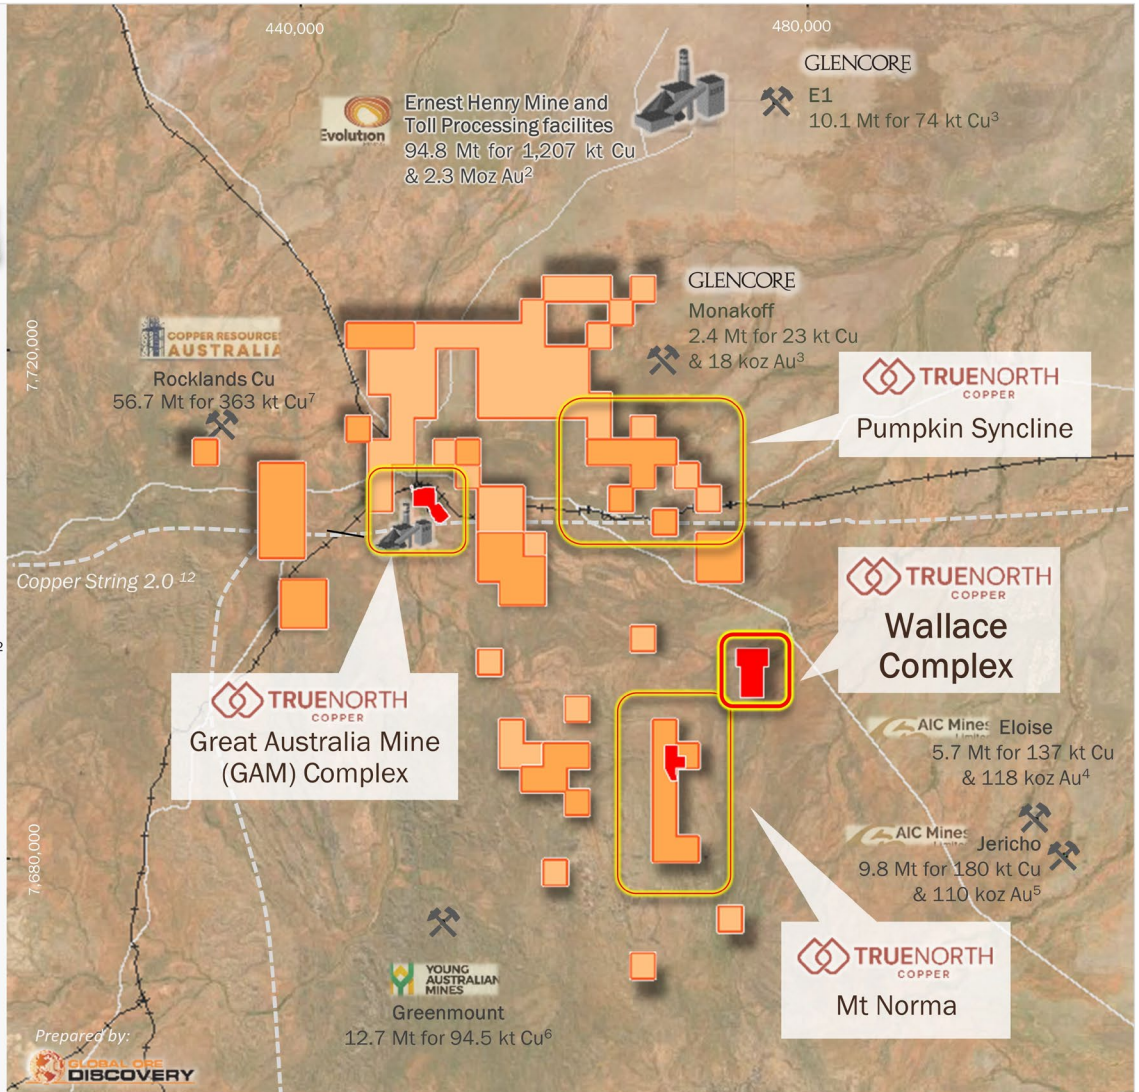 440,000
480,000
GLENCORE
E1
10.1 Mt for 74 kt Cu³
Evolution
Ernest Henry Mine and
Toll Processing facilites
94.8 Mt for 1,207 kt Cu
& 2.3 Moz Au²
GLENCORE
Monakoff
2.4 Mt for 23 kt Cu
& 18 koz Au³
7,720,000
COPPER RESOURCES
AUSTRALIA
Rocklands Cu
56.7 Mt for 363 kt Cu⁷
TRUENORTH
COPPER
Pumpkin Syncline
Copper String 2.0 ¹²
TRUENORTH
COPPER
Wallace
Complex
2
TRUENORTH
COPPER
Great Australia Mine
(GAM) Complex
AIC Mines
Eloise
5.7 Mt for 137 kt Cu
& 118 koz Au⁴
AIC Mines
Jericho
9.8 Mt for 180 kt Cu
& 110 koz Au⁵
7,680,000
TRUENORTH
COPPER
Mt Norma
YOUNG
AUSTRALIAN
MINES
Greenmount
12.7 Mt for 94.5 kt Cu⁶
Prepared by:
GLOBAL ORE
DISCOVERY